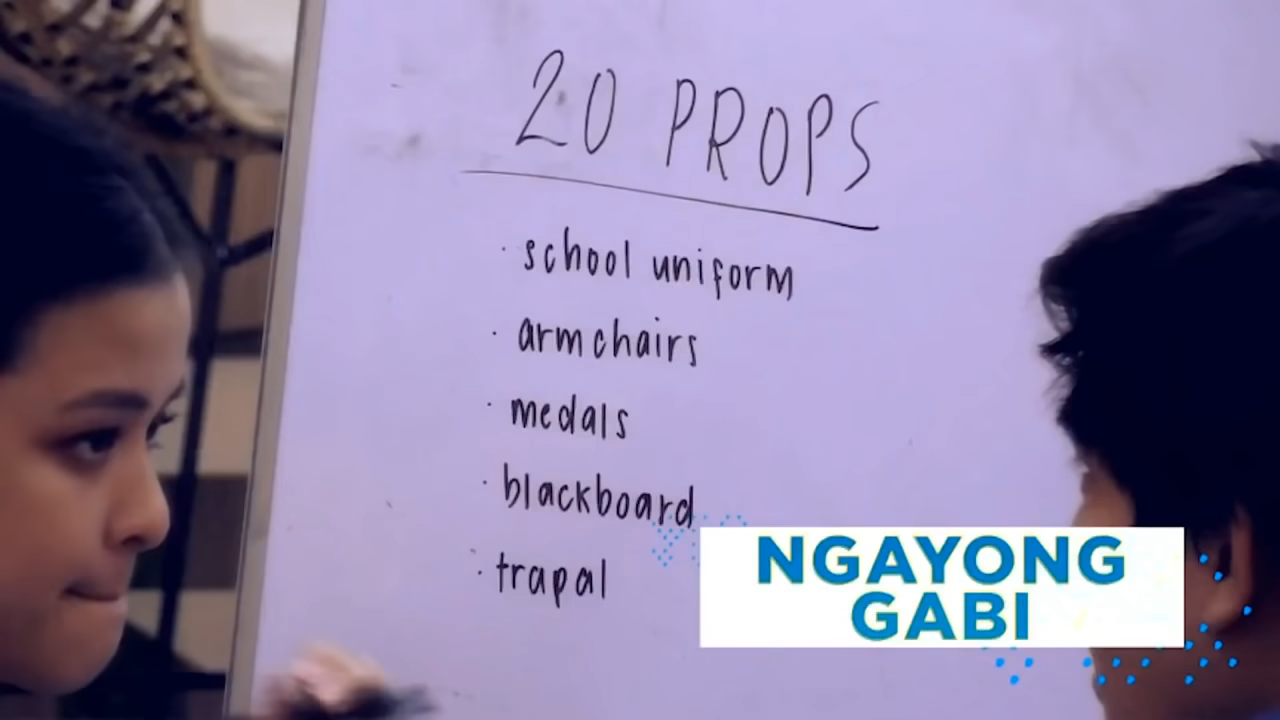 20 PROPS
· school uniform
· armchairs
· medals
· blackboard
· trapal
NGAYONG
GABI